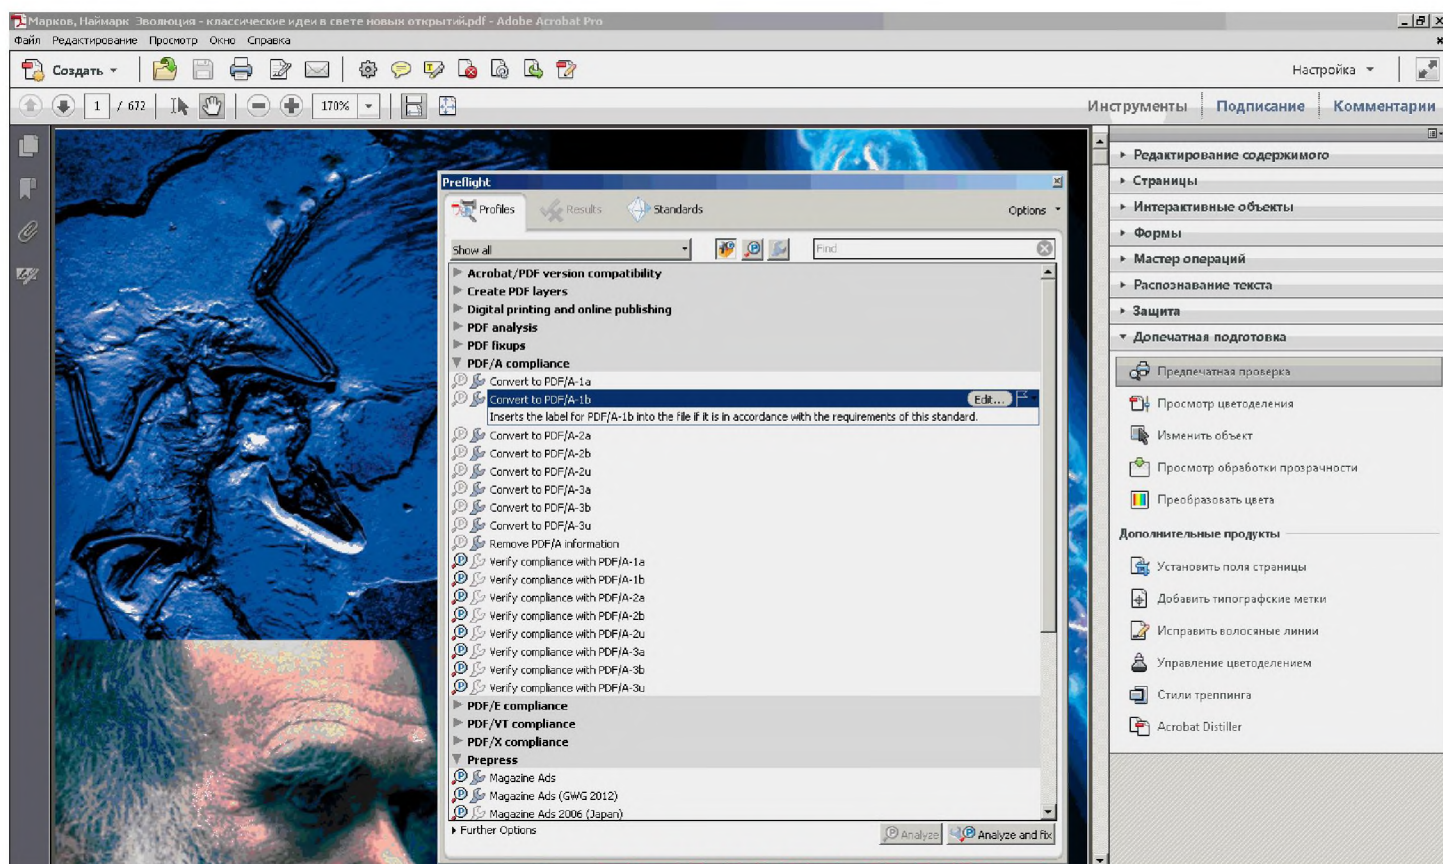 Марков, Наймарк Эволюция - классические идеи в свете новых открытий.pdf - Adobe Acrobat Pro
Файл Редактирование Просмотр Окно Справка
Создать
Настройка
1 / 672
170%
Инструменты Подписание Комментарии
Preflight
Profiles Results Standards Options
Show all
Find
Acrobat/PDF version compatibility
Create PDF layers
Digital printing and online publishing
PDF analysis
PDF fixups
PDF/A compliance
Convert to PDF/A-1a
Convert to PDF/A-1b Edit...
Inserts the label for PDF/A-1b into the file if it is in accordance with the requirements of this standard.
Convert to PDF/A-2a
Convert to PDF/A-2b
Convert to PDF/A-2u
Convert to PDF/A-3a
Convert to PDF/A-3b
Convert to PDF/A-3u
Remove PDF/A information
Verify compliance with PDF/A-1a
Verify compliance with PDF/A-1b
Verify compliance with PDF/A-2a
Verify compliance with PDF/A-2b
Verify compliance with PDF/A-2u
Verify compliance with PDF/A-3a
Verify compliance with PDF/A-3b
Verify compliance with PDF/A-3u
PDF/E compliance
PDF/VT compliance
PDF/X compliance
Prepress
Magazine Ads
Magazine Ads (GWG 2012)
Magazine Ads 2006 (Japan)
Further Options
Analyze Analyze and fix
Редактирование содержимого
Страницы
Интерактивные объекты
Формы
Мастер операций
Распознавание текста
Защита
Допечатная подготовка
Предпечатная проверка
Просмотр цветоделения
Изменить объект
Просмотр обработки прозрачности
Преобразовать цвета
Дополнительные продукты
Установить поля страницы
Добавить типографские метки
Исправить волосяные линии
Управление цветоделением
Стили треппинга
Acrobat Distiller